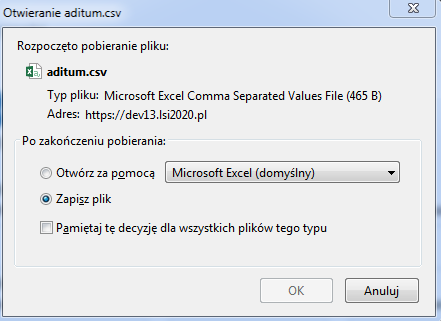 Otwieranie aditum.csv
Rozpoczęto pobieranie pliku:
aditum.csv
Typ pliku: Microsoft Excel Comma Separated Values File (465 B)
Adres: https://dev13.lsi2020.pl
Po zakończeniu pobierania:
Otwórz za pomocą Microsoft Excel (domyślny)
Zapisz plik
Pamiętaj tę decyzję dla wszystkich plików tego typu
OK Anuluj